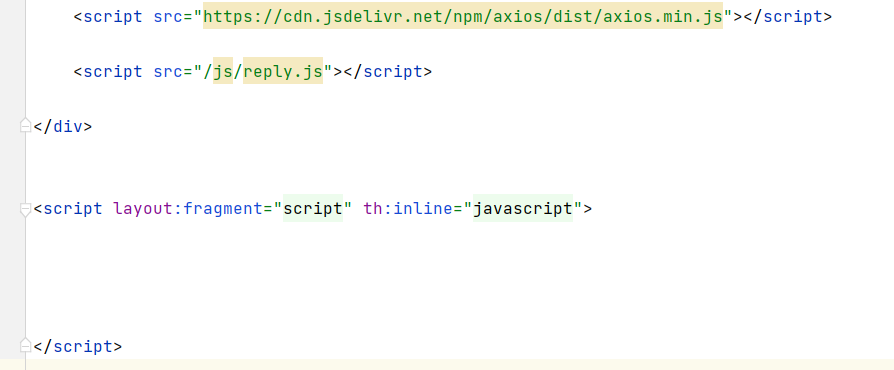 <script src="https://cdn.jsdelivr.net/npm/axios/dist/axios.min.js"></script>
<script src="/js/reply.js"></script>
</div>
<script layout:fragment="script" th:inline="javascript">
</script>